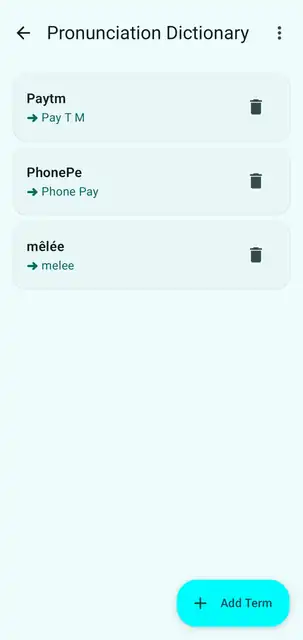 Pronunciation Dictionary
Paytm
→ Pay T M
PhonePe
→ Phone Pay
mêlée
→ melee
+ Add Term